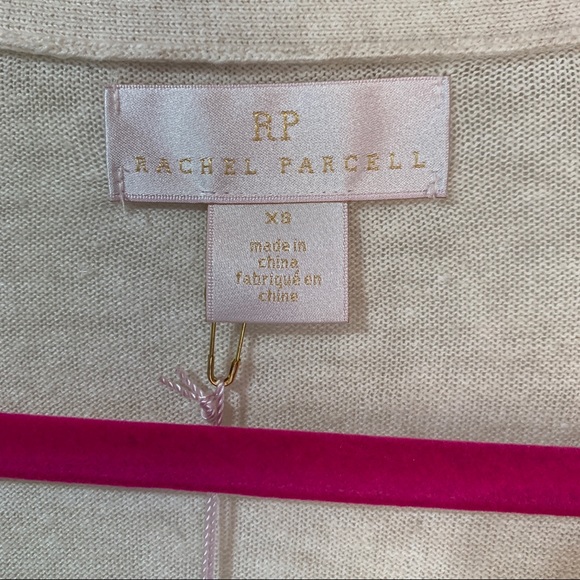 RP
RACHEL PARCELL
XS
made in
china
fabriqué en
chine